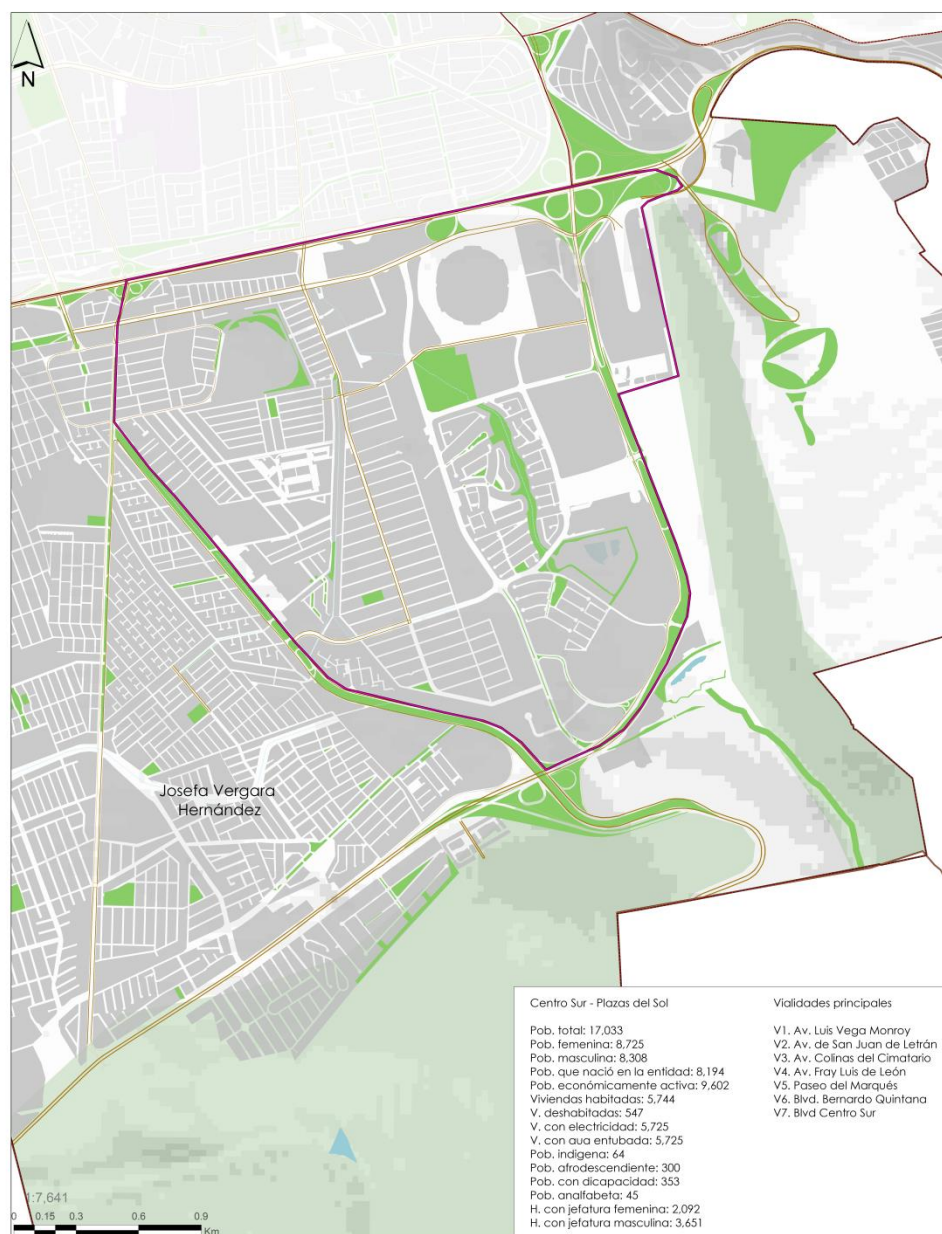 N
Josefa Vergara
Hernández
Centro Sur - Plazas del Sol
Pob. total: 17,033
Pob. femenina: 8,725
Pob. masculina: 8,308
Pob. que nació en la entidad: 8,194
Pob. económicamente activa: 9,602
Viviendas habitadas: 5,744
V. deshabitadas: 547
V. con electricidad: 5,725
V. con aua entubada: 5,725
Pob. indígena: 64
Pob. afrodescendiente: 300
Pob. con dicapacidad: 353
Pob. analfabeta: 45
H. con jefatura femenina: 2,092
H. con jefatura masculina: 3,651
Vialidades principales
V1. Av. Luis Vega Monroy
V2. Av. de San Juan de Letrán
V3. Av. Colinas del Cimatario
V4. Av. Fray Luis de León
V5. Paseo del Marqués
V6. Blvd. Bernardo Quintana
V7. Blvd Centro Sur
1:7,641
0 0.15 0.3 0.6 0.9
Km